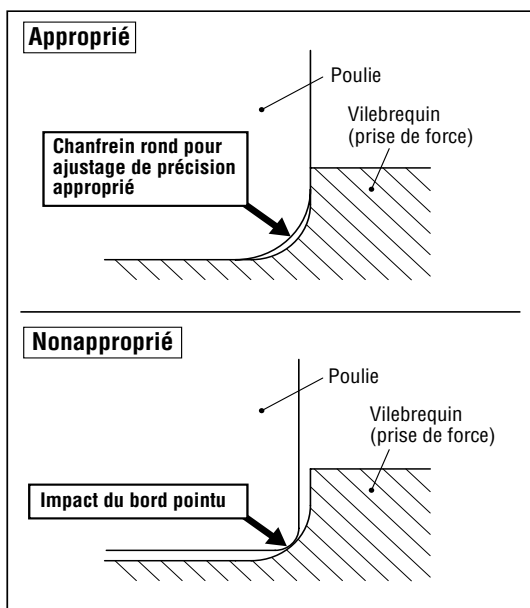 Approprié
Poulie
Vilebrequin
(prise de force)
Chanfrein rond pour
ajustage de précision
approprié
Nonapproprié
Poulie
Vilebrequin
(prise de force)
Impact du bord pointu